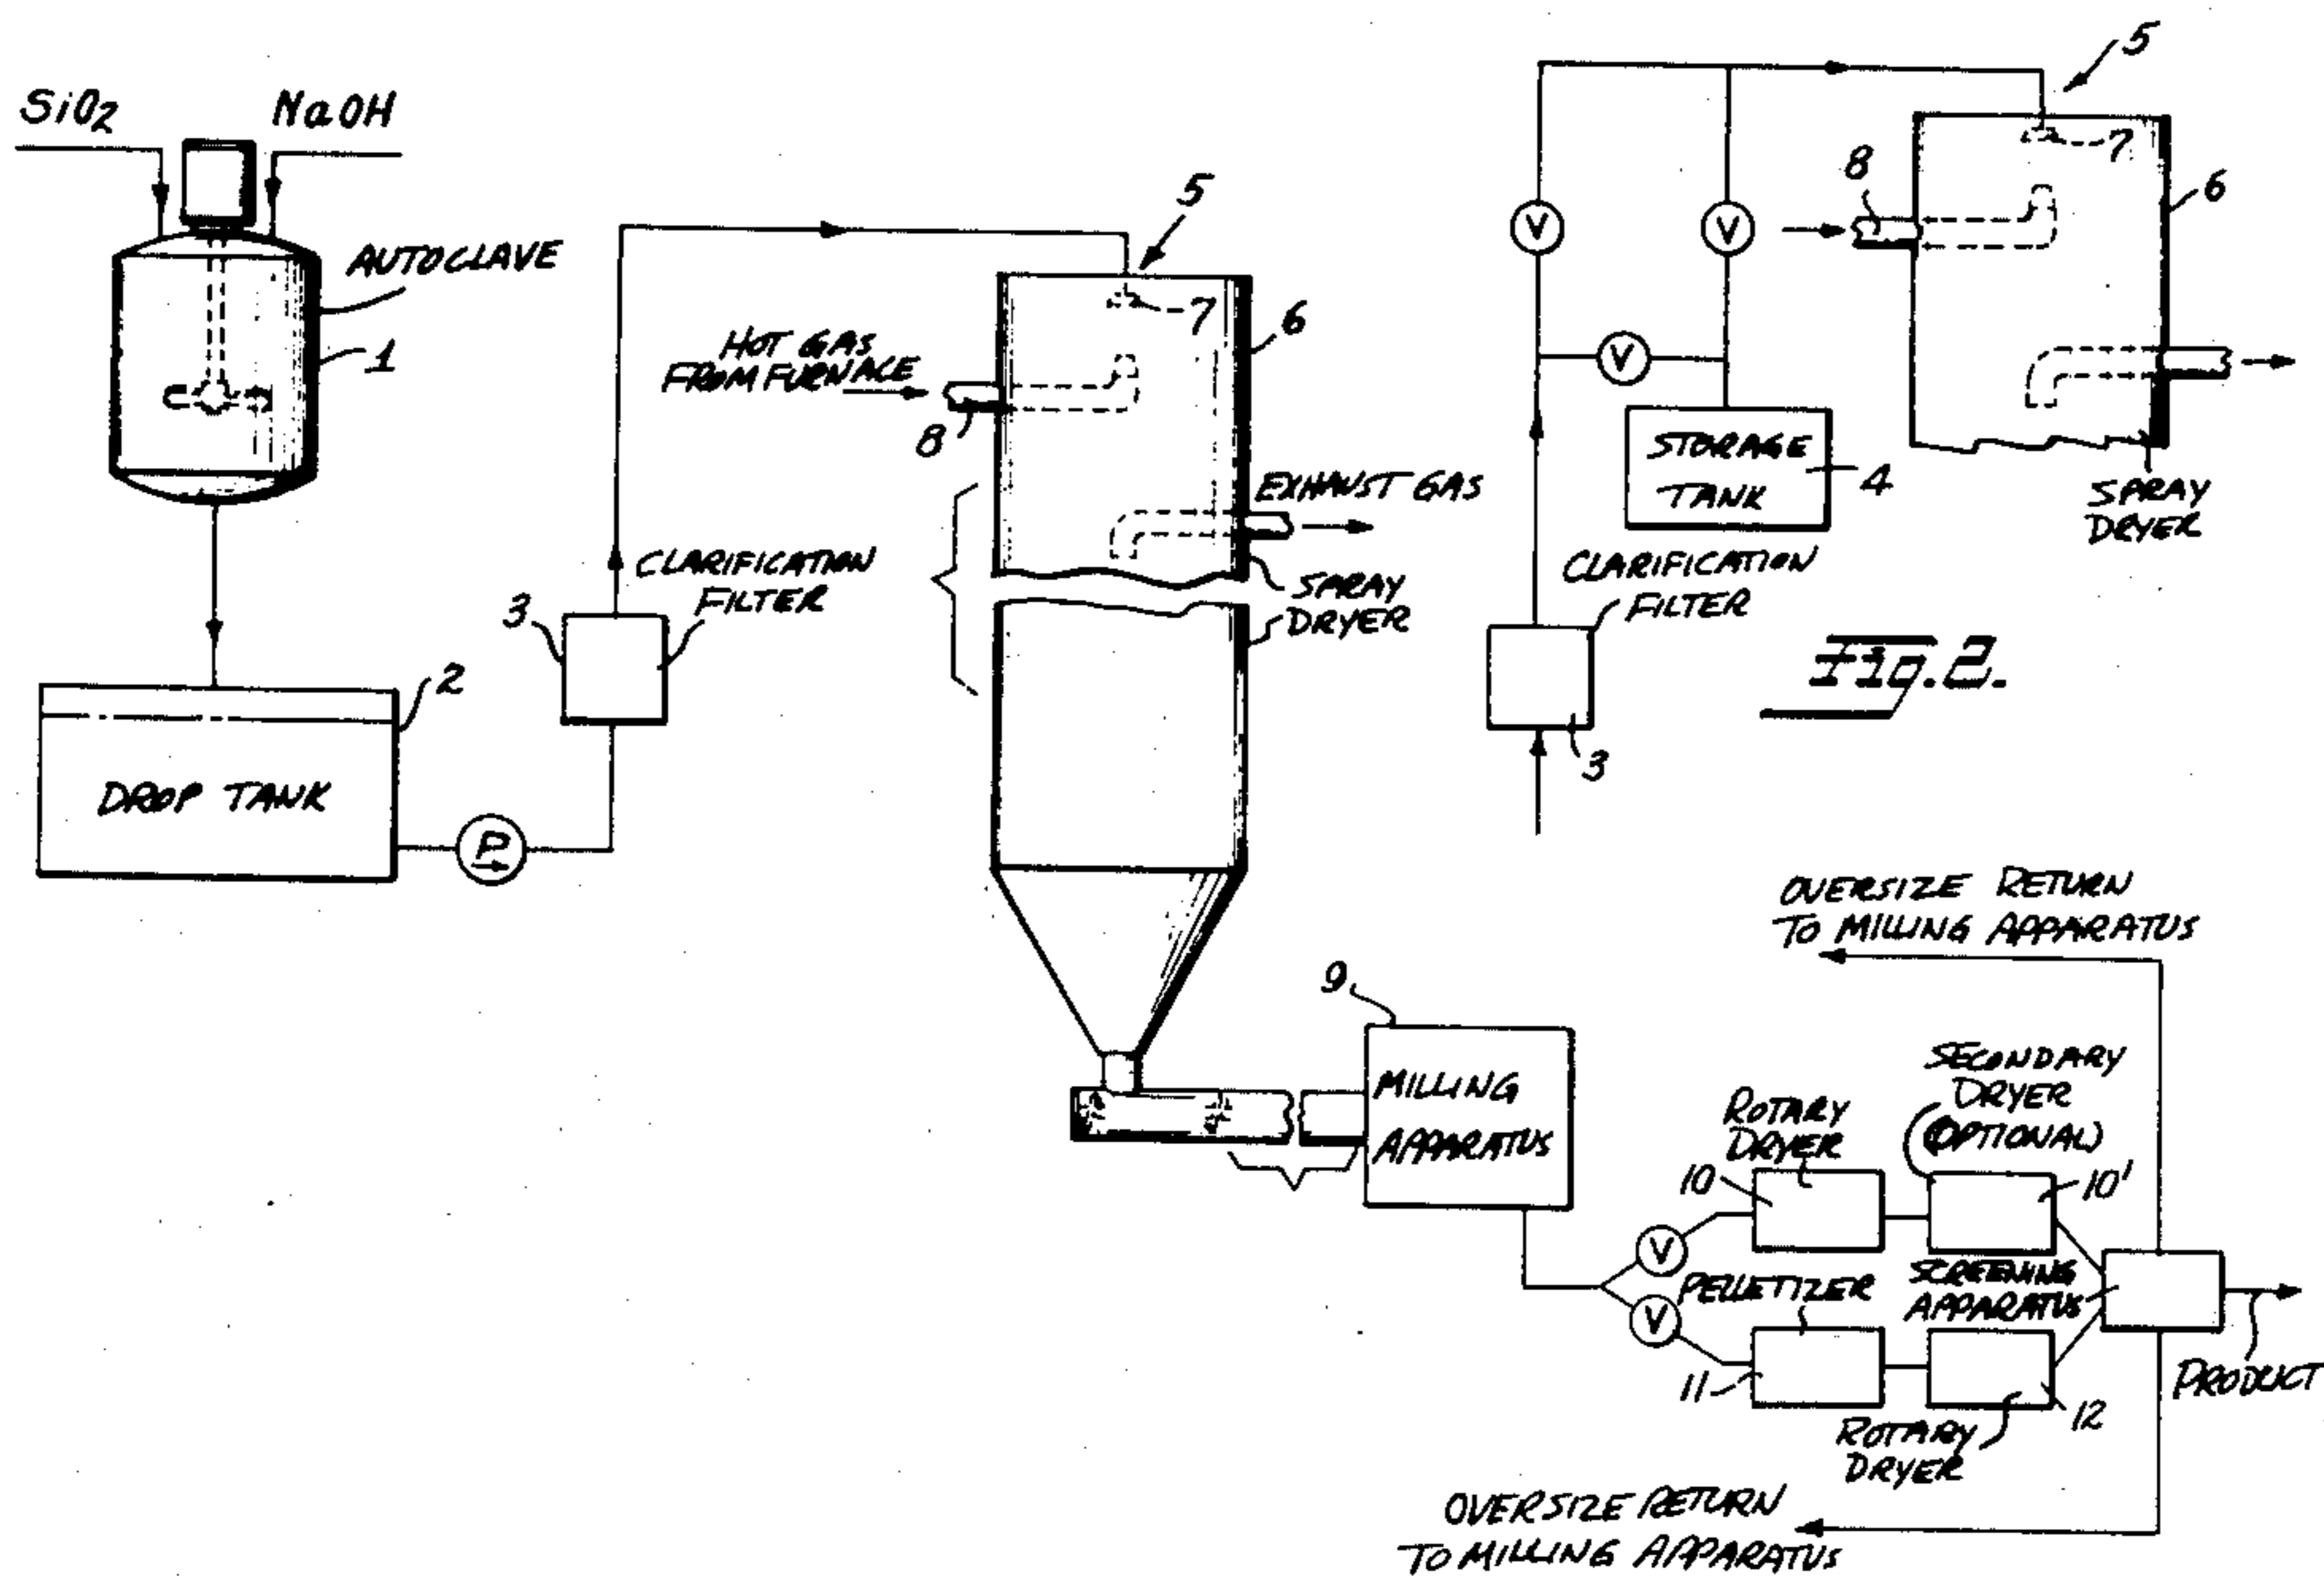 SiO2
NaOH
AUTOCLAVE
1
2
DROP TANK
P
3
CLARIFICATION
FILTER
5
7
6
HOT GAS
FROM FURNACE
8
EXHAUST GAS
SPRAY
DRYER
5
7
8
6
V
V
V
STORAGE
TANK
4
SPRAY
DRYER
CLARIFICATION
FILTER
3
Fig. 2.
9
MILLING
APPARATUS
OVERSIZE RETURN
TO MILLING APPARATUS
SECONDARY
DRYER
(OPTIONAL)
ROTARY
DRYER
10
10'
V
V
PELLETIZER
SCREENING
APPARATUS
11
12
ROTARY
DRYER
PRODUCT
OVERSIZE RETURN
TO MILLING APPARATUS